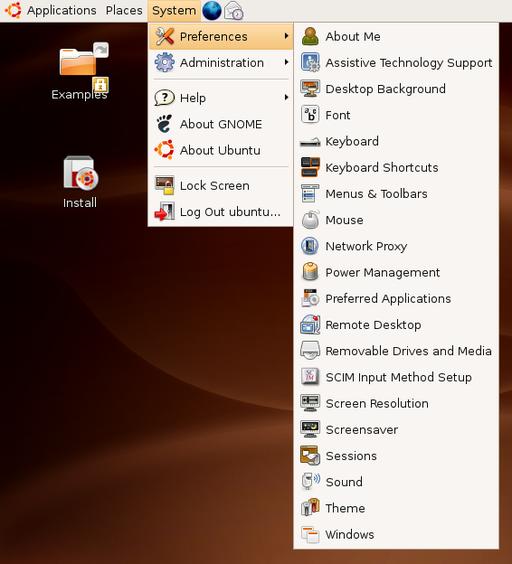 Applications Places System
Examples
Install
Preferences
Administration
Help
About GNOME
About Ubuntu
Lock Screen
Log Out ubuntu...
About Me
Assistive Technology Support
Desktop Background
Font
Keyboard
Keyboard Shortcuts
Menus & Toolbars
Mouse
Network Proxy
Power Management
Preferred Applications
Remote Desktop
Removable Drives and Media
SCIM Input Method Setup
Screen Resolution
Screensaver
Sessions
Sound
Theme
Windows